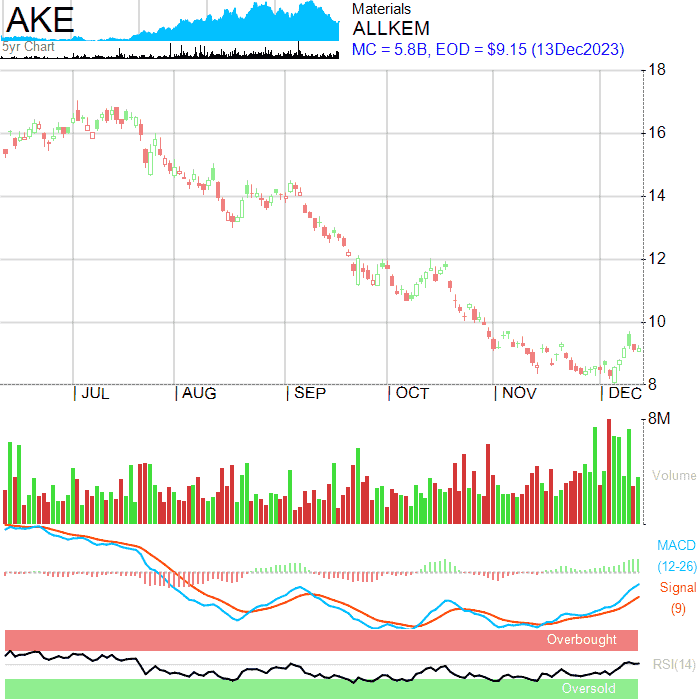 AKE
5yr Chart
Materials
ALLKEM
MC = 5.8B, EOD = $9.15 (13Dec2023)
18
16
14
12
10
8
JUL AUG SEP OCT NOV DEC
8M
Volume
MACD
(12-26)
Signal
(9)
Overbought
RSI(14)
Oversold